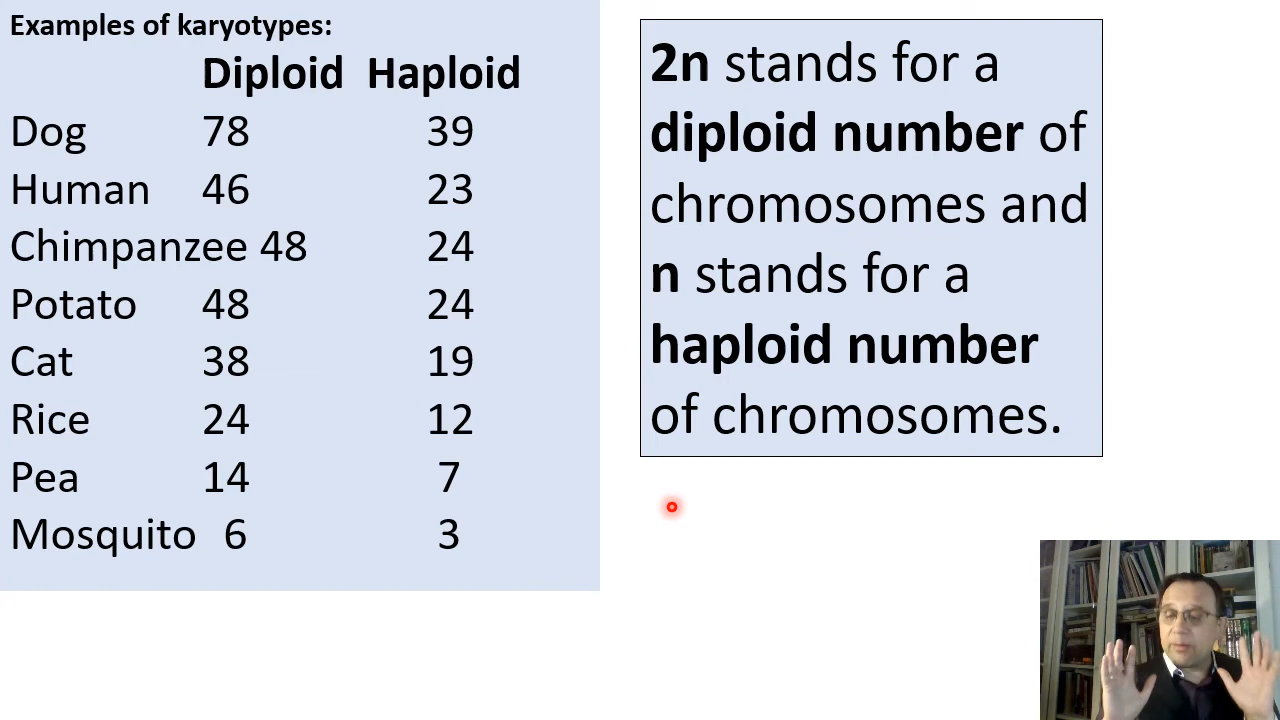 Examples of karyotypes:
Diploid Haploid
Dog 78 39
Human 46 23
Chimpanzee 48 24
Potato 48 24
Cat 38 19
Rice 24 12
Pea 14 7
Mosquito 6 3
2n stands for a
diploid number of
chromosomes and
n stands for a
haploid number
of chromosomes.